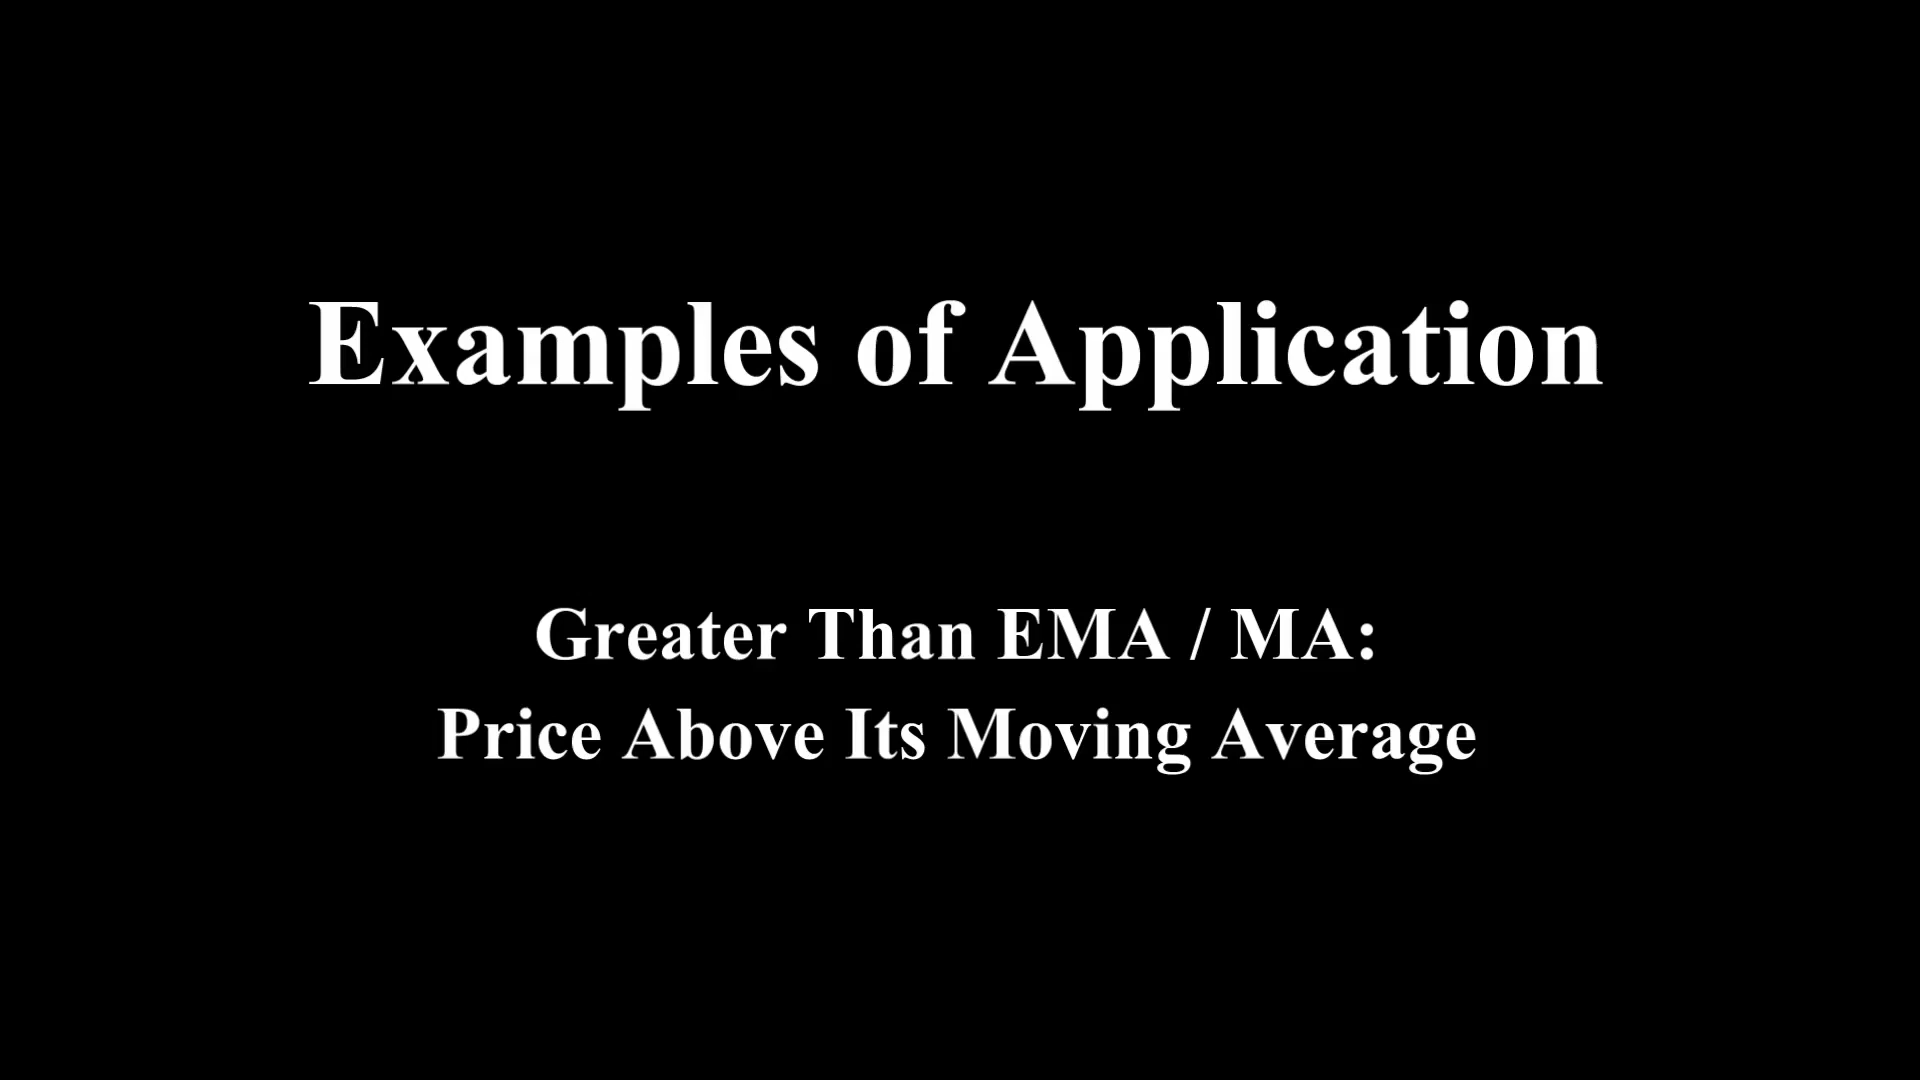 Examples of Application
Greater Than EMA / MA:
Price Above Its Moving Average